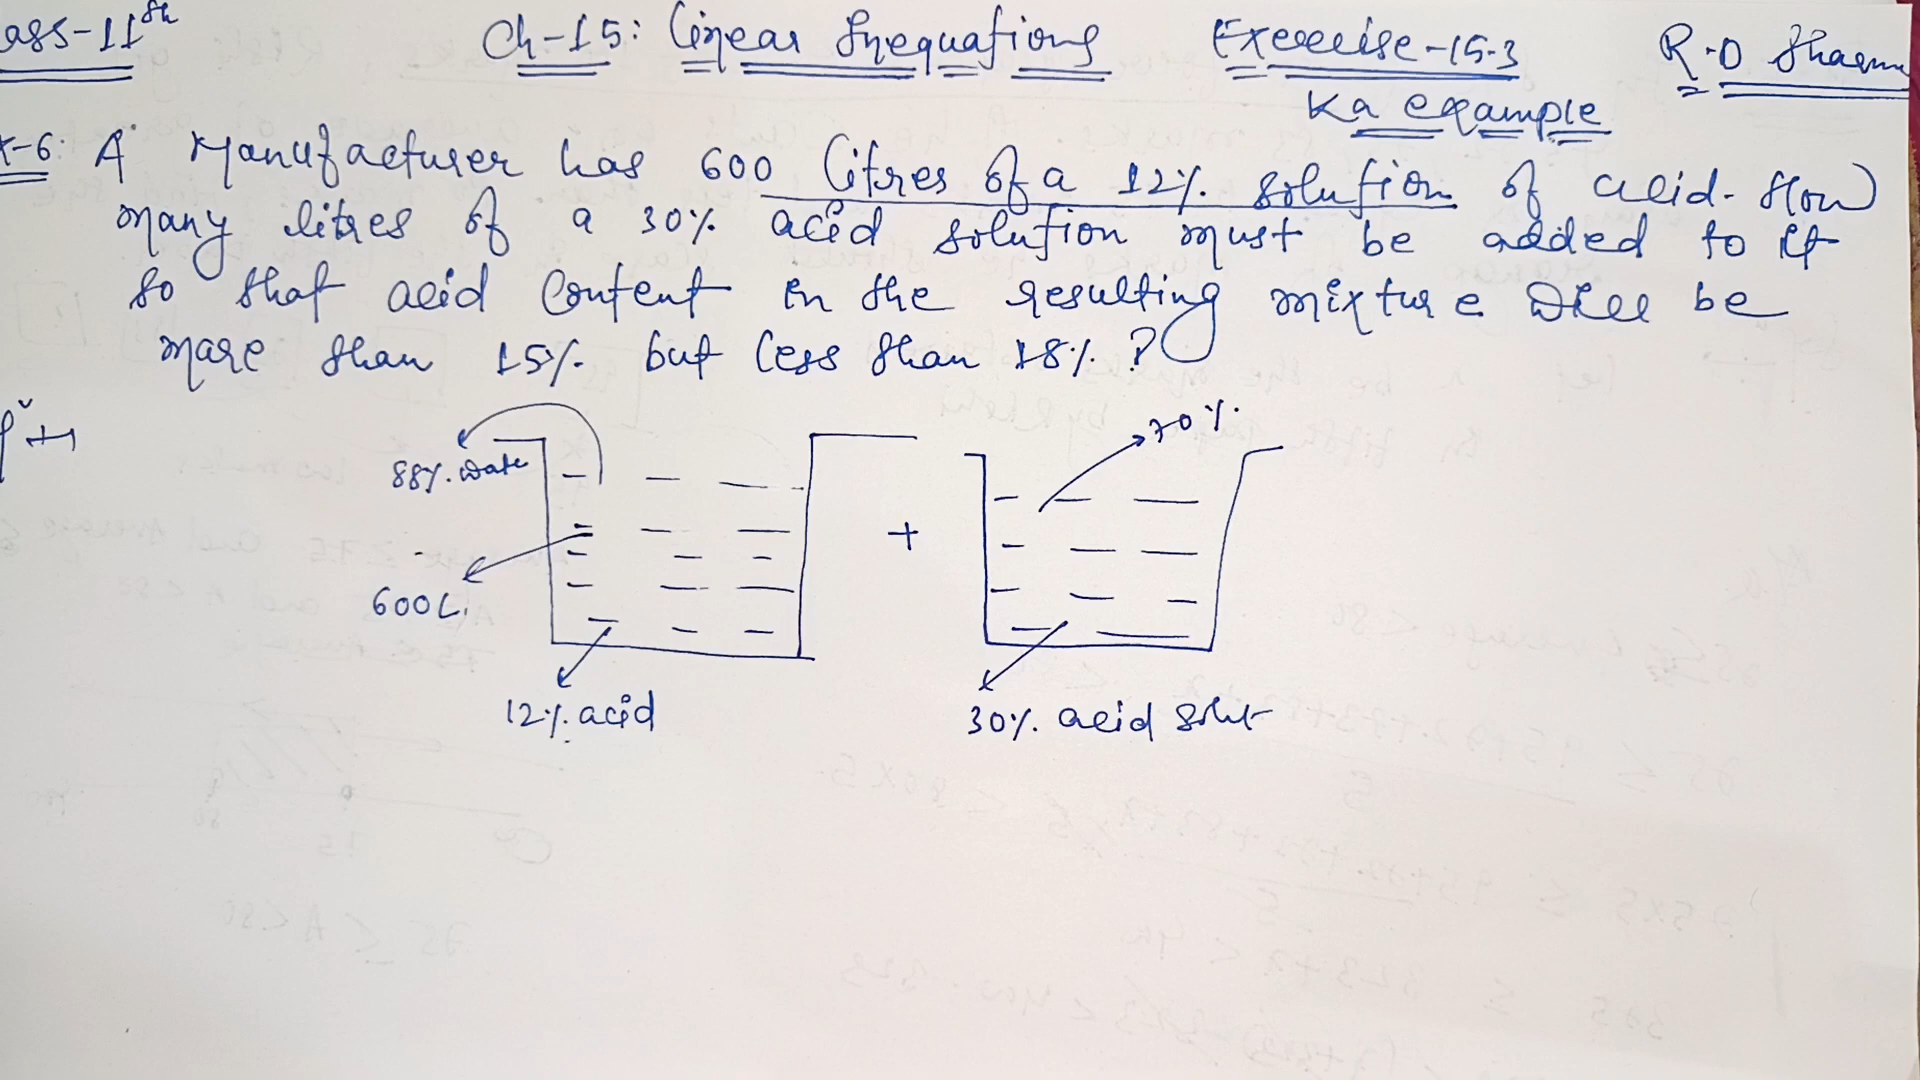 ass-11th Ch-15: Linear Inequations Exercise-15.3 R.D Sharma
Ka example
x-6: A Manufacturer has 600 litres of a 12% solution of acid. How
many litres of a 30% acid solution must be added to it
so that acid content in the resulting mixture will be
more than 15% but less than 18%?
70%.
88%. Wate
+
600L.
12%. acid 30%. acid solut